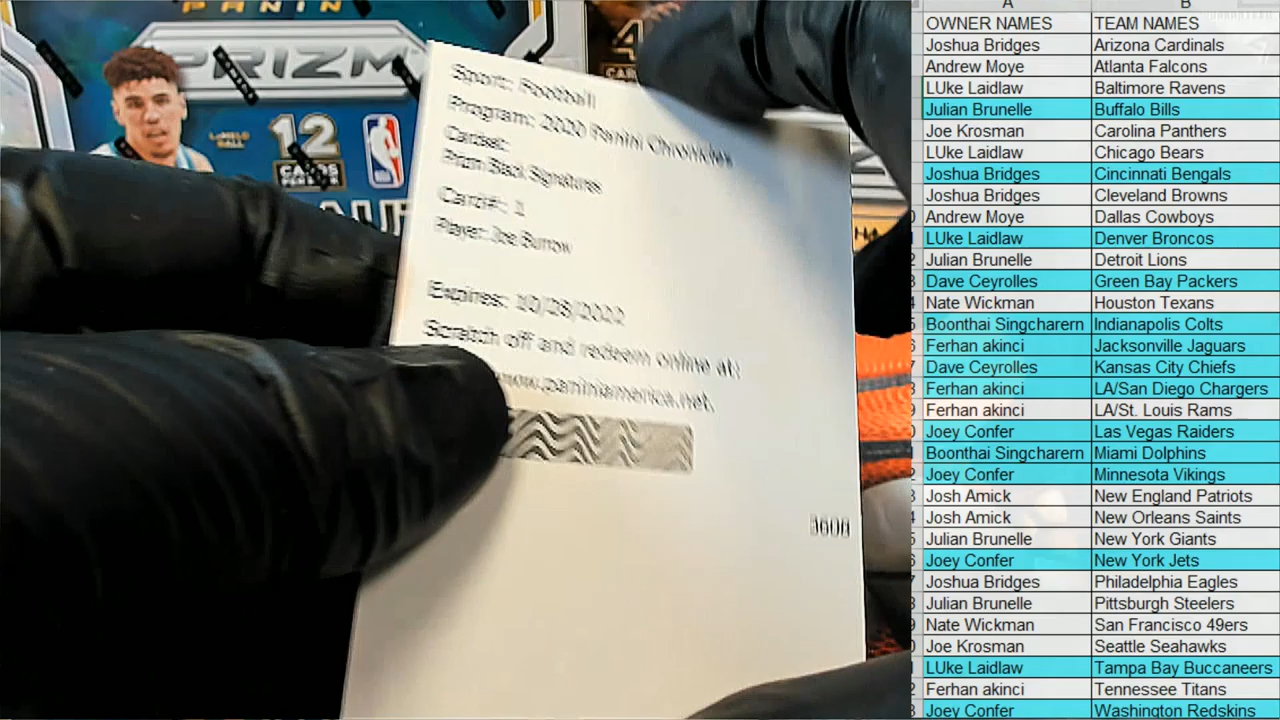 PANIN
PRIZM
LAMELO
BALL
12
CARDS
NBA
Sport: Football
Program: 2020 Panini Chronicles
Cardset:
Prizm Black Signatures
Card#: 1
Player: Joe Burrow
Expires: 10/28/2022
Scratch off and redeem online at:
www.paniniamerica.net.
3608
A B
OWNER NAMES TEAM NAMES
Joshua Bridges Arizona Cardinals
Andrew Moye Atlanta Falcons
LUke Laidlaw Baltimore Ravens
Julian Brunelle Buffalo Bills
Joe Krosman Carolina Panthers
LUke Laidlaw Chicago Bears
Joshua Bridges Cincinnati Bengals
Joshua Bridges Cleveland Browns
Andrew Moye Dallas Cowboys
LUke Laidlaw Denver Broncos
Julian Brunelle Detroit Lions
Dave Ceyrolles Green Bay Packers
Nate Wickman Houston Texans
Boonthai Singcharern Indianapolis Colts
Ferhan akinci Jacksonville Jaguars
Dave Ceyrolles Kansas City Chiefs
Ferhan akinci LA/San Diego Chargers
Ferhan akinci LA/St. Louis Rams
Joey Confer Las Vegas Raiders
Boonthai Singcharern Miami Dolphins
Joey Confer Minnesota Vikings
Josh Amick New England Patriots
Josh Amick New Orleans Saints
Julian Brunelle New York Giants
Joey Confer New York Jets
Joshua Bridges Philadelphia Eagles
Julian Brunelle Pittsburgh Steelers
Nate Wickman San Francisco 49ers
Joe Krosman Seattle Seahawks
LUke Laidlaw Tampa Bay Buccaneers
Ferhan akinci Tennessee Titans
Joey Confer Washington Redskins